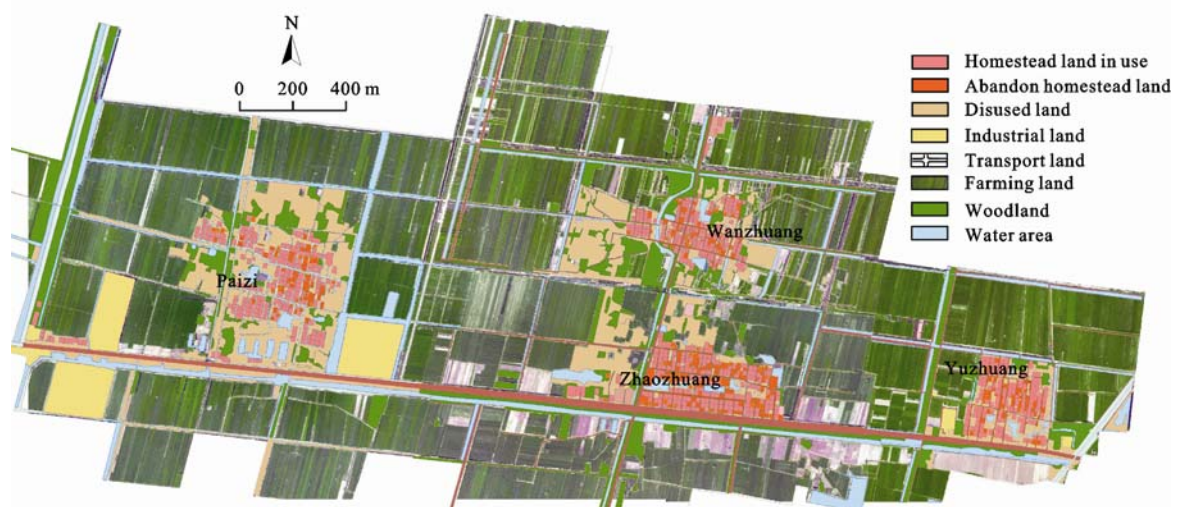 N
0 200 400 m
Homestead land in use
Abandon homestead land
Disused land
Industrial land
Transport land
Farming land
Woodland
Water area
Wanzhuang
Paizi
Zhaozhuang
Yuzhuang